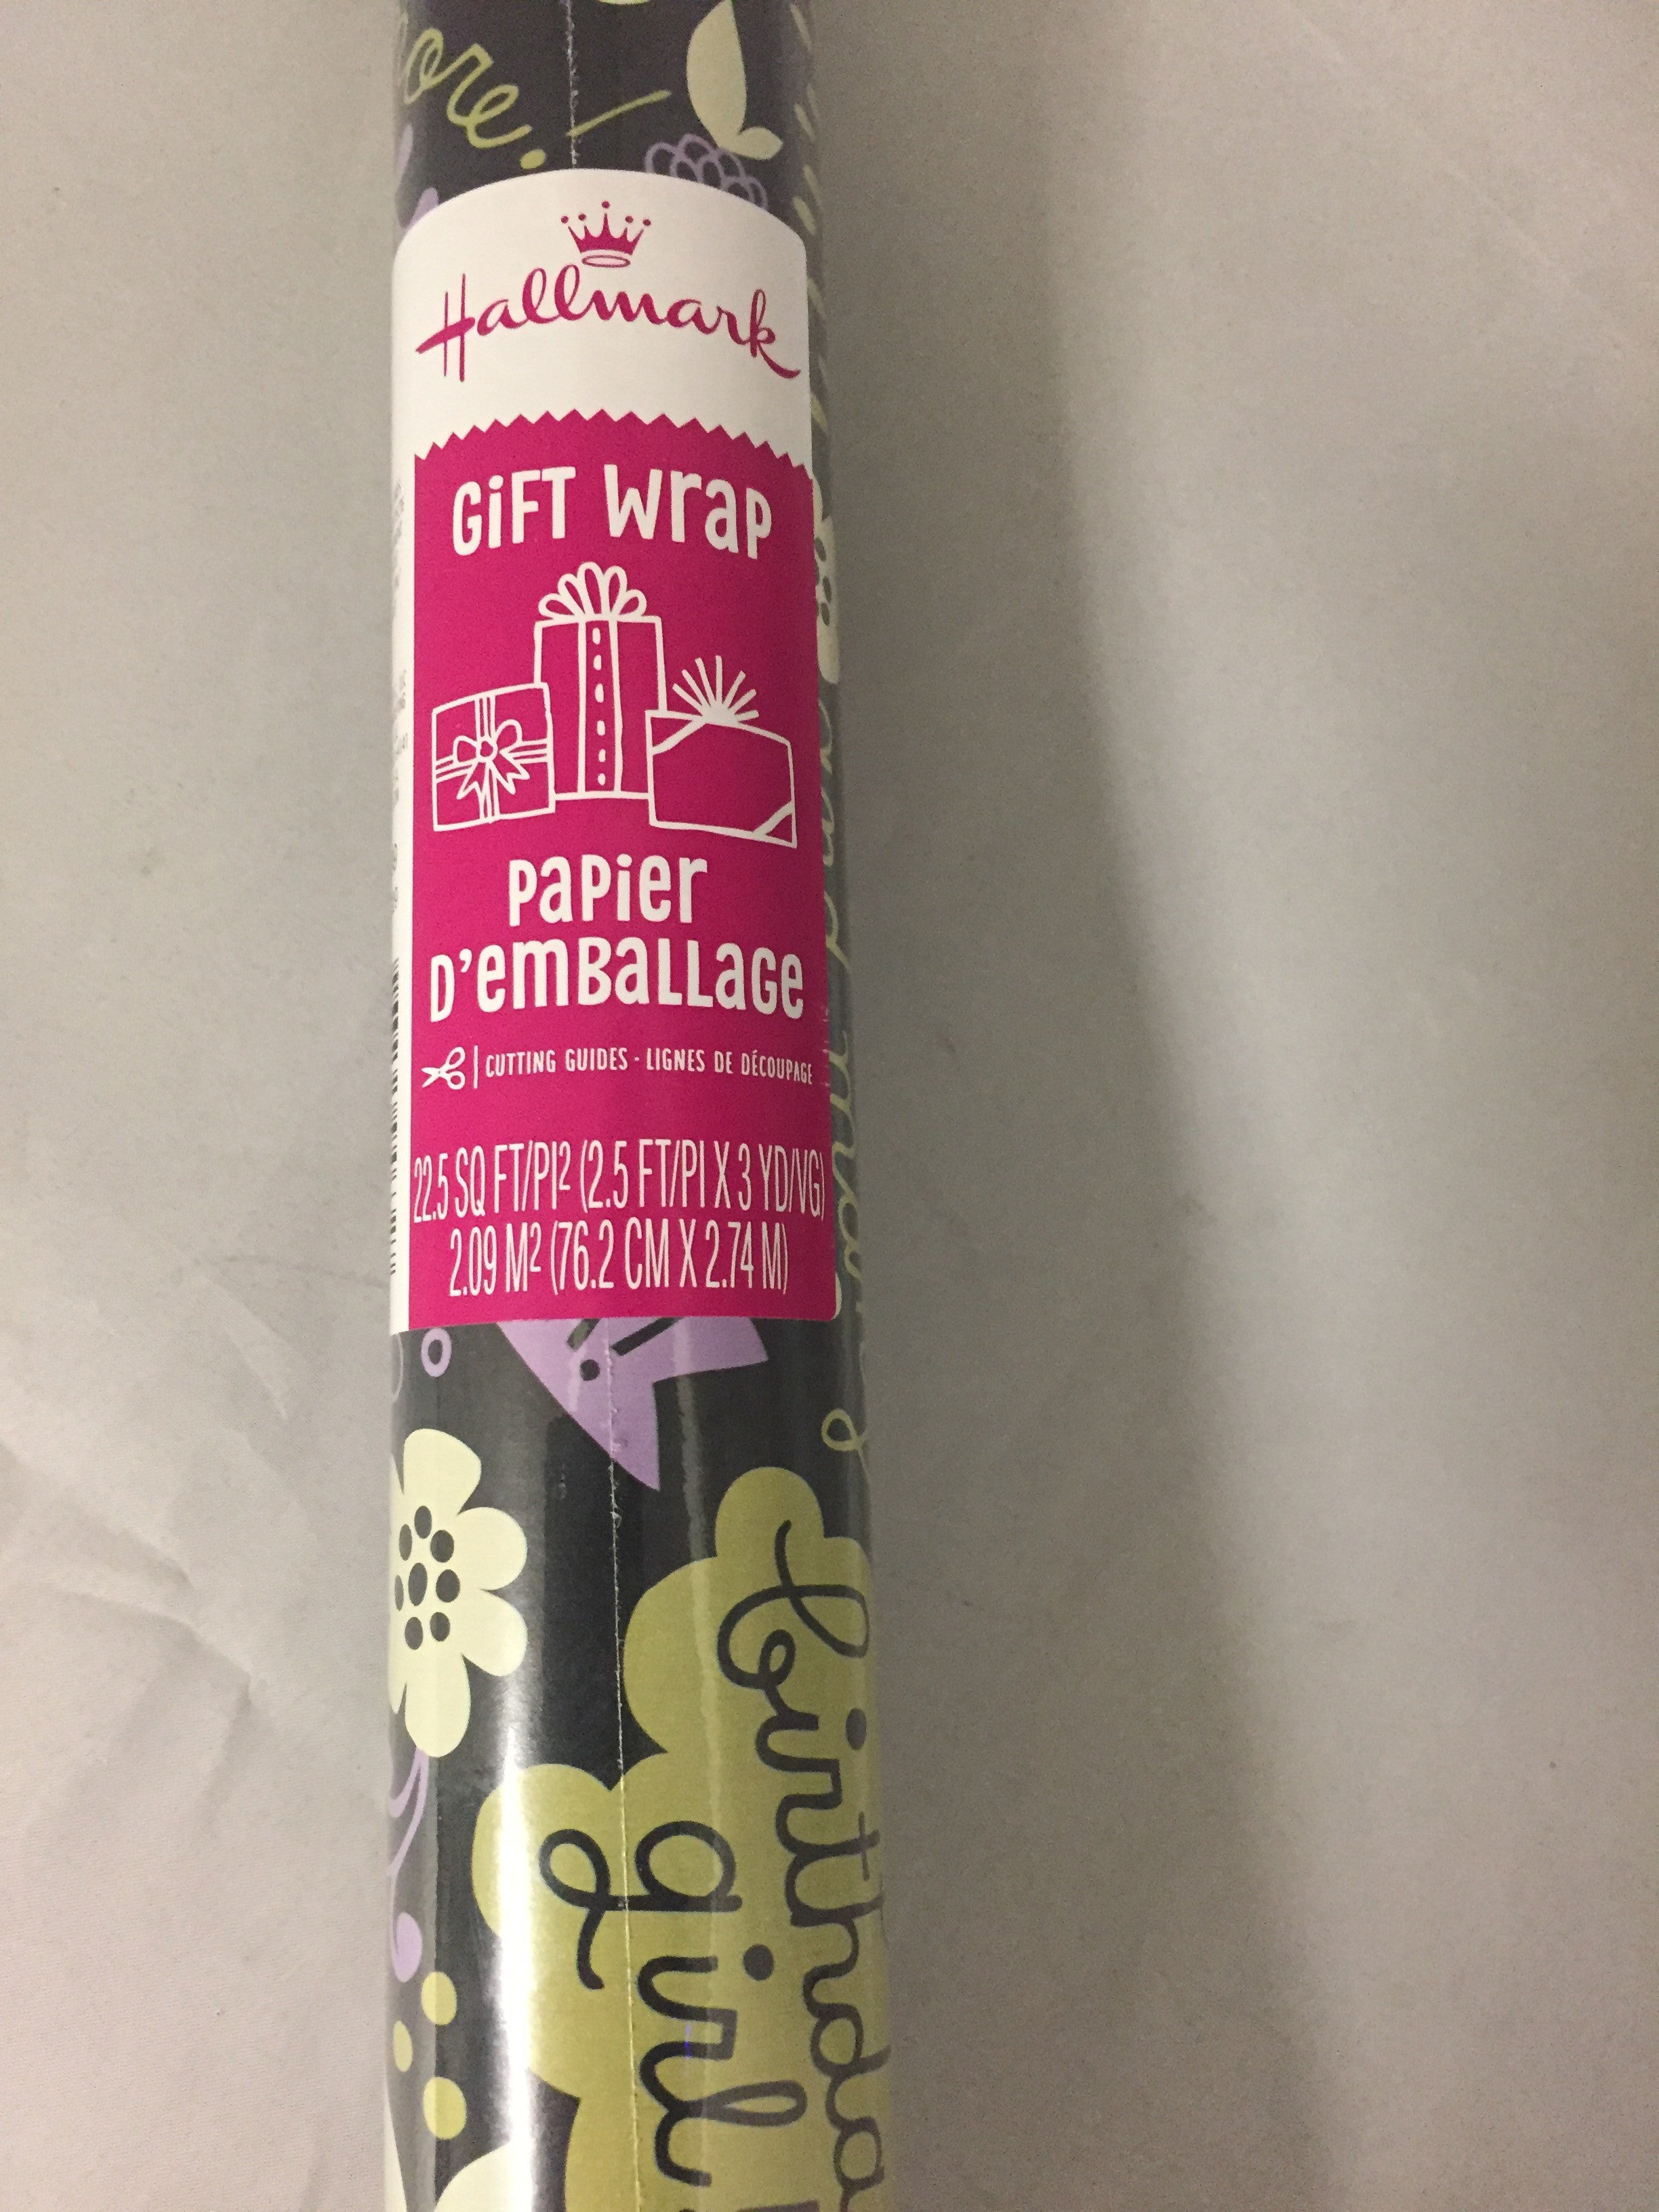 Hallmark
GiFT Wrap
PaPier
D'emBaLLaGe
CUTTING GUIDES · LIGNES DE DÉCOUPAGE
22.5 SQ FT/PI² (2.5 FT/PI X 3 YD/VG)
2.09 M² (76.2 CM X 2.74 M)
girl